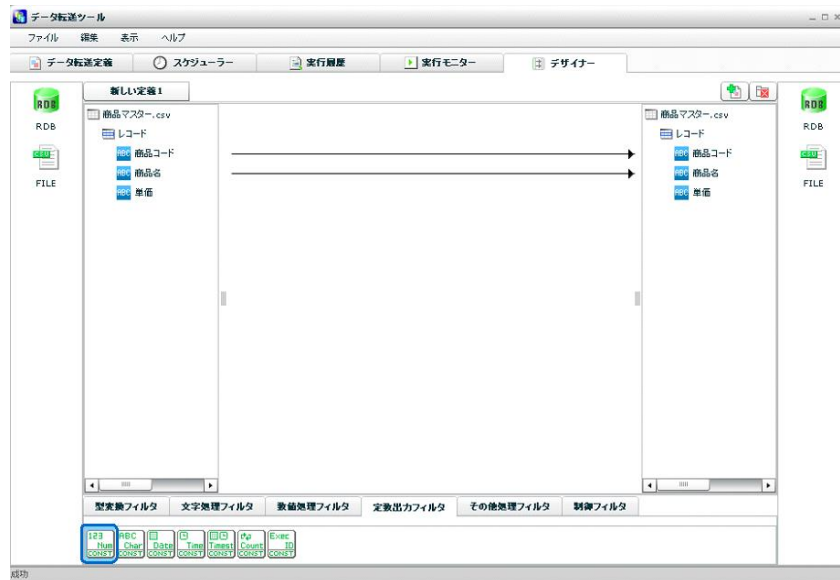 データ転送ツール
ファイル 編集 表示 ヘルプ
データ転送定義 スケジューラー 実行履歴 実行モニター デザイナー
新しい定義1
RDB
RDB
FILE
商品マスター.csv
レコード
ABC 商品コード
ABC 商品名
ABC 単価
商品マスター.csv
レコード
ABC 商品コード
ABC 商品名
ABC 単価
RDB
RDB
FILE
型変換フィルタ 文字処理フィルタ 数値処理フィルタ 定数出力フィルタ その他処理フィルタ 制御フィルタ
123 Num CONST
ABC Char CONST
Date CONST
Time CONST
Timest CONST
Count CONST
Exec ID CONST
成功